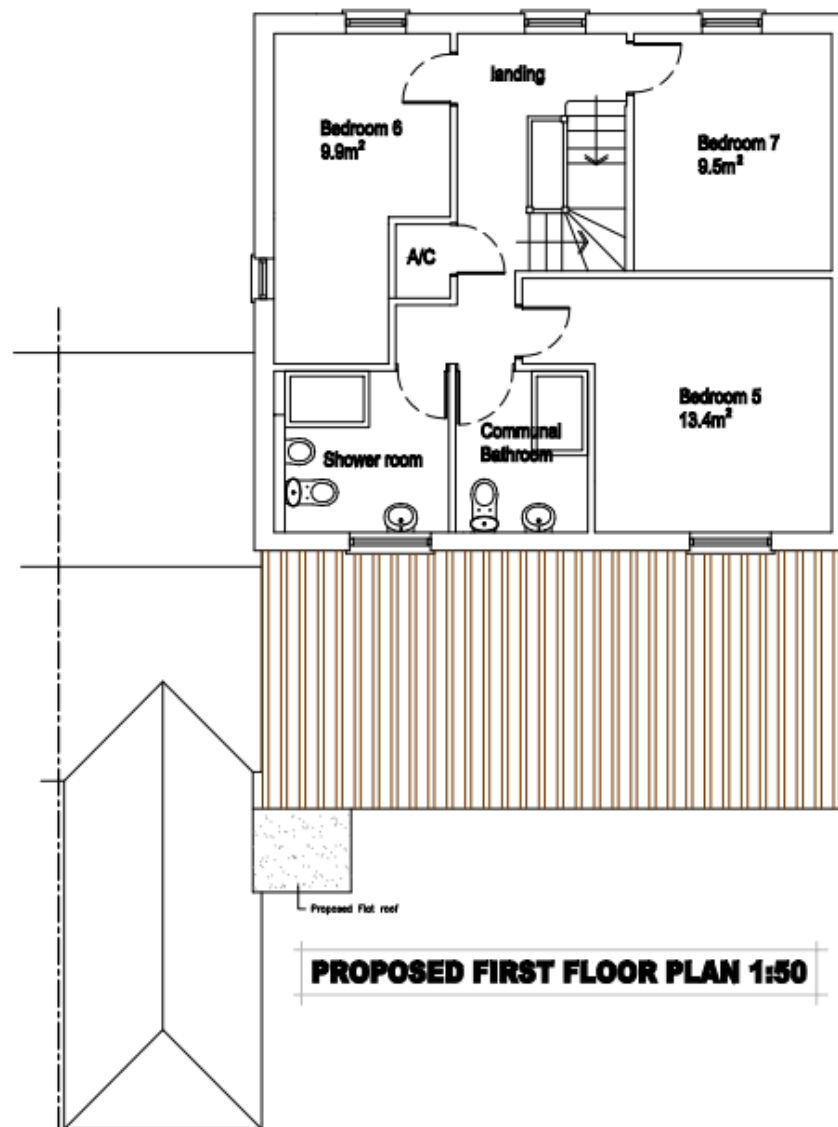 landing
Bedroom 6
9.9m²
Bedroom 7
9.5m²
A/C
Bedroom 5
13.4m²
Shower room
Communal
Bathroom
Proposed Flat roof
PROPOSED FIRST FLOOR PLAN 1:50